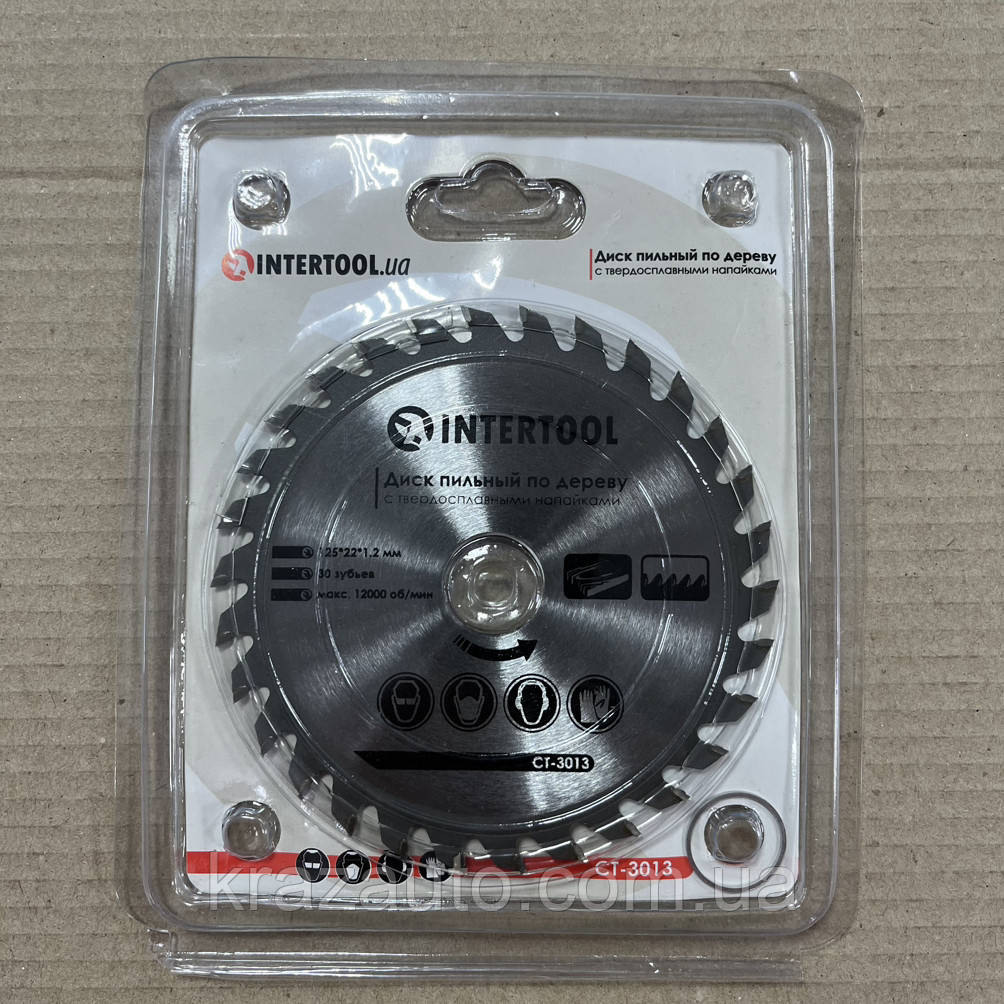 INTERTOOL.ua
Диск пильный по дереву
с твердосплавными напайками
INTERTOOL
Диск пильный по дереву
с твердосплавными напайками
125*22*1,2 мм
30 зубьев
макс. 12000 об/мин
CT-3013
CT-3013
krazauto.com.ua